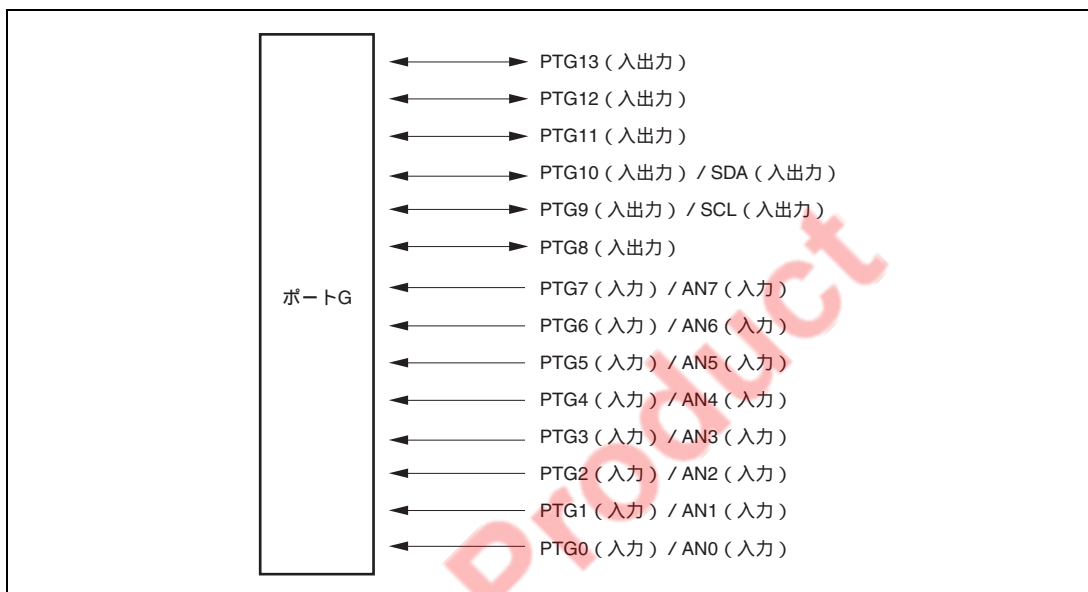 PTG13（入出力）
PTG12（入出力）
PTG11（入出力）
PTG10（入出力）/ SDA（入出力）
PTG9（入出力）/ SCL（入出力）
PTG8（入出力）
ポートG
PTG7（入力）/ AN7（入力）
PTG6（入力）/ AN6（入力）
PTG5（入力）/ AN5（入力）
PTG4（入力）/ AN4（入力）
PTG3（入力）/ AN3（入力）
PTG2（入力）/ AN2（入力）
PTG1（入力）/ AN1（入力）
PTG0（入力）/ AN0（入力）
Product